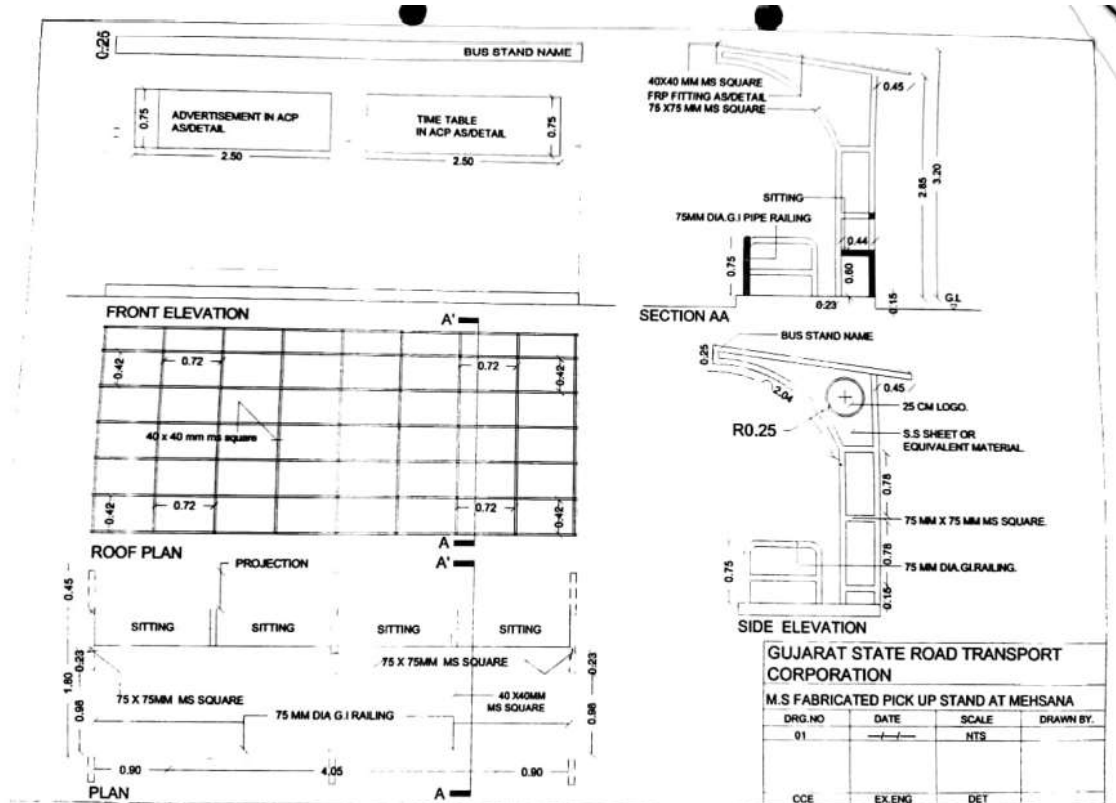 0.25
BUS STAND NAME
0.75
ADVERTISEMENT IN ACP
AS/DETAIL
2.50
TIME TABLE
IN ACP AS/DETAIL
0.75
2.50
FRONT ELEVATION
40X40 MM MS SQUARE
FRP FITTING AS/DETAIL
75 X75 MM MS SQUARE
0.45
2.85
3.20
SITTING
75MM DIA.G.I PIPE RAILING
0.44
0.75
0.60
0.23
0.15
G.L
SECTION AA
A'
0.42
0.72
0.72
0.42
40 x 40 mm ms square
0.42
0.72
0.72
0.42
A
ROOF PLAN
BUS STAND NAME
0.25
2.04
0.45
25 CM LOGO.
R0.25
S.S SHEET OR
EQUIVALENT MATERIAL.
0.78
75 MM X 75 MM MS SQUARE.
0.78
75 MM DIA.GI.RAILING.
0.75
0.15
SIDE ELEVATION
A'
PROJECTION
0.45
SITTING
SITTING
SITTING
SITTING
0.23
75 X 75MM MS SQUARE
0.23
1.80
75 X 75MM MS SQUARE
40 X40MM
MS SQUARE
0.98
75 MM DIA G.I RAILING
0.98
0.90
4.05
0.90
PLAN
A
GUJARAT STATE ROAD TRANSPORT
CORPORATION
M.S FABRICATED PICK UP STAND AT MEHSANA
DRG.NO DATE SCALE DRAWN BY.
01 --/--/-- NTS
CCE EX.ENG DET